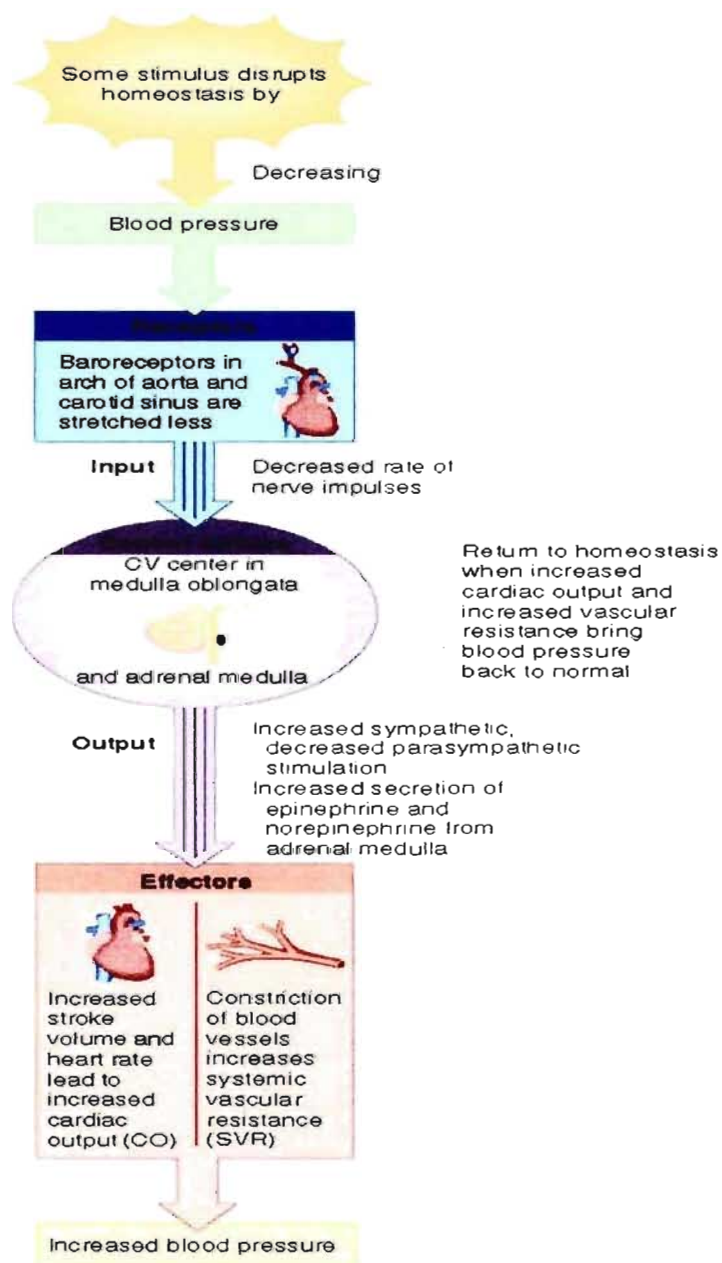 Some stimulus disrupts
homeostasis by
Decreasing
Blood pressure
Receptors
Baroreceptors in
arch of aorta and
carotid sinus are
stretched less
Input
Decreased rate of
nerve impulses
CV center in
medulla oblongata
and adrenal medulla
Return to homeostasis
when increased
cardiac output and
increased vascular
resistance bring
blood pressure
back to normal
Output
Increased sympathetic,
decreased parasympathetic
stimulation
Increased secretion of
epinephrine and
norepinephrine from
adrenal medulla
Effectors
Increased
stroke
volume and
heart rate
lead to
increased
cardiac
output (CO)
Constriction
of blood
vessels
increases
systemic
vascular
resistance
(SVR)
Increased blood pressure